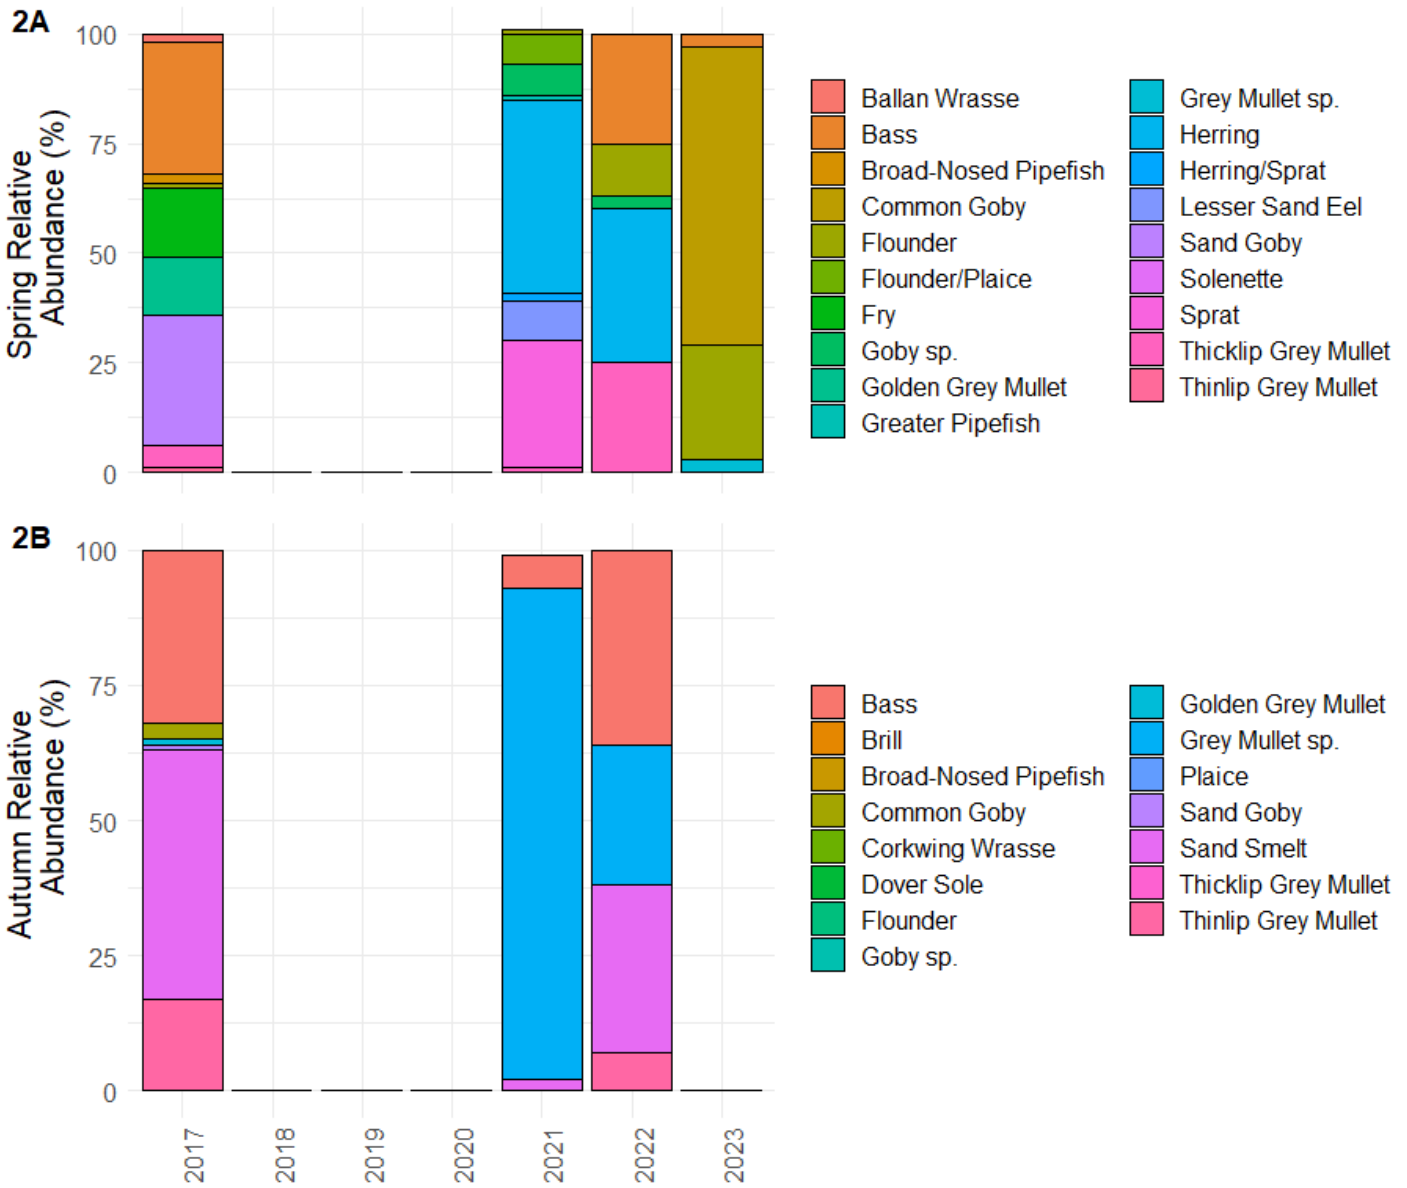 2A
Spring Relative
Abundance (%)
100
75
50
25
0
Ballan Wrasse
Bass
Broad-Nosed Pipefish
Common Goby
Flounder
Flounder/Plaice
Fry
Goby sp.
Golden Grey Mullet
Greater Pipefish
Grey Mullet sp.
Herring
Herring/Sprat
Lesser Sand Eel
Sand Goby
Solenette
Sprat
Thicklip Grey Mullet
Thinlip Grey Mullet
2B
Autumn Relative
Abundance (%)
100
75
50
25
0
2017
2018
2019
2020
2021
2022
2023
Bass
Brill
Broad-Nosed Pipefish
Common Goby
Corkwing Wrasse
Dover Sole
Flounder
Goby sp.
Golden Grey Mullet
Grey Mullet sp.
Plaice
Sand Goby
Sand Smelt
Thicklip Grey Mullet
Thinlip Grey Mullet